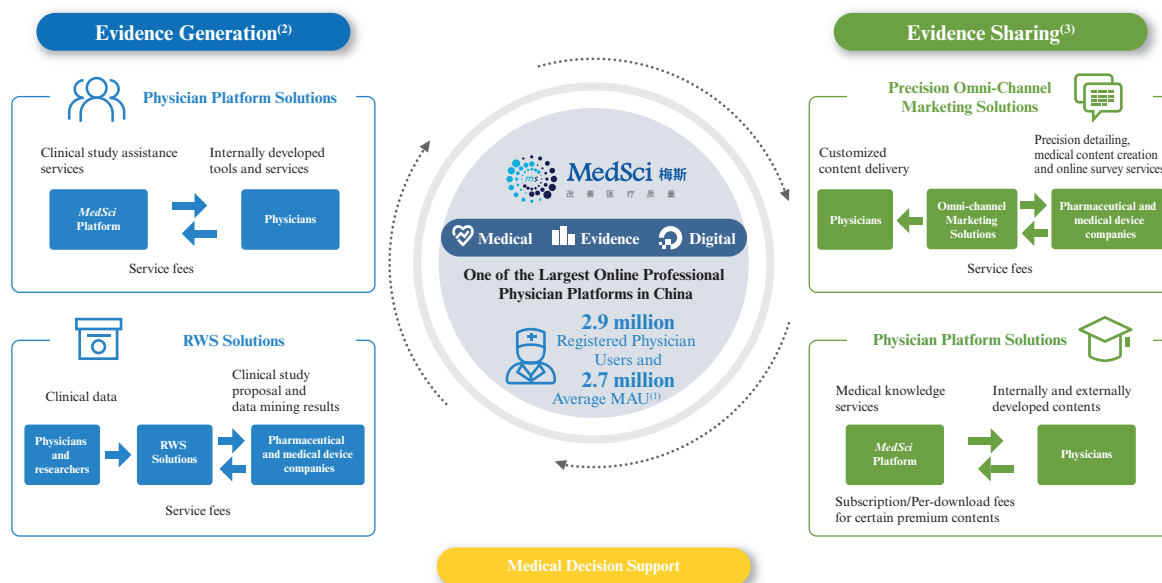 Evidence Generation(2)
Physician Platform Solutions
Clinical study assistance
services
Internally developed
tools and services
MedSci
Platform
Physicians
Service fees
RWS Solutions
Clinical data
Clinical study
proposal and
data mining results
Physicians
and
researchers
RWS
Solutions
Pharmaceutical
and medical device
companies
Service fees
ms
MedSci 梅斯
改善医疗质量
Medical
Evidence
Digital
One of the Largest Online Professional
Physician Platforms in China
2.9 million
Registered Physician
Users and
2.7 million
Average MAU(1)
Evidence Sharing(3)
Precision Omni-Channel
Marketing Solutions
Customized
content delivery
Precision detailing,
medical content creation
and online survey services
Physicians
Omni-channel
Marketing
Solutions
Pharmaceutical and
medical device
companies
Service fees
Physician Platform Solutions
Medical knowledge
services
Internally and externally
developed contents
MedSci
Platform
Physicians
Subscription/Per-download fees
for certain premium contents
Medical Decision Support